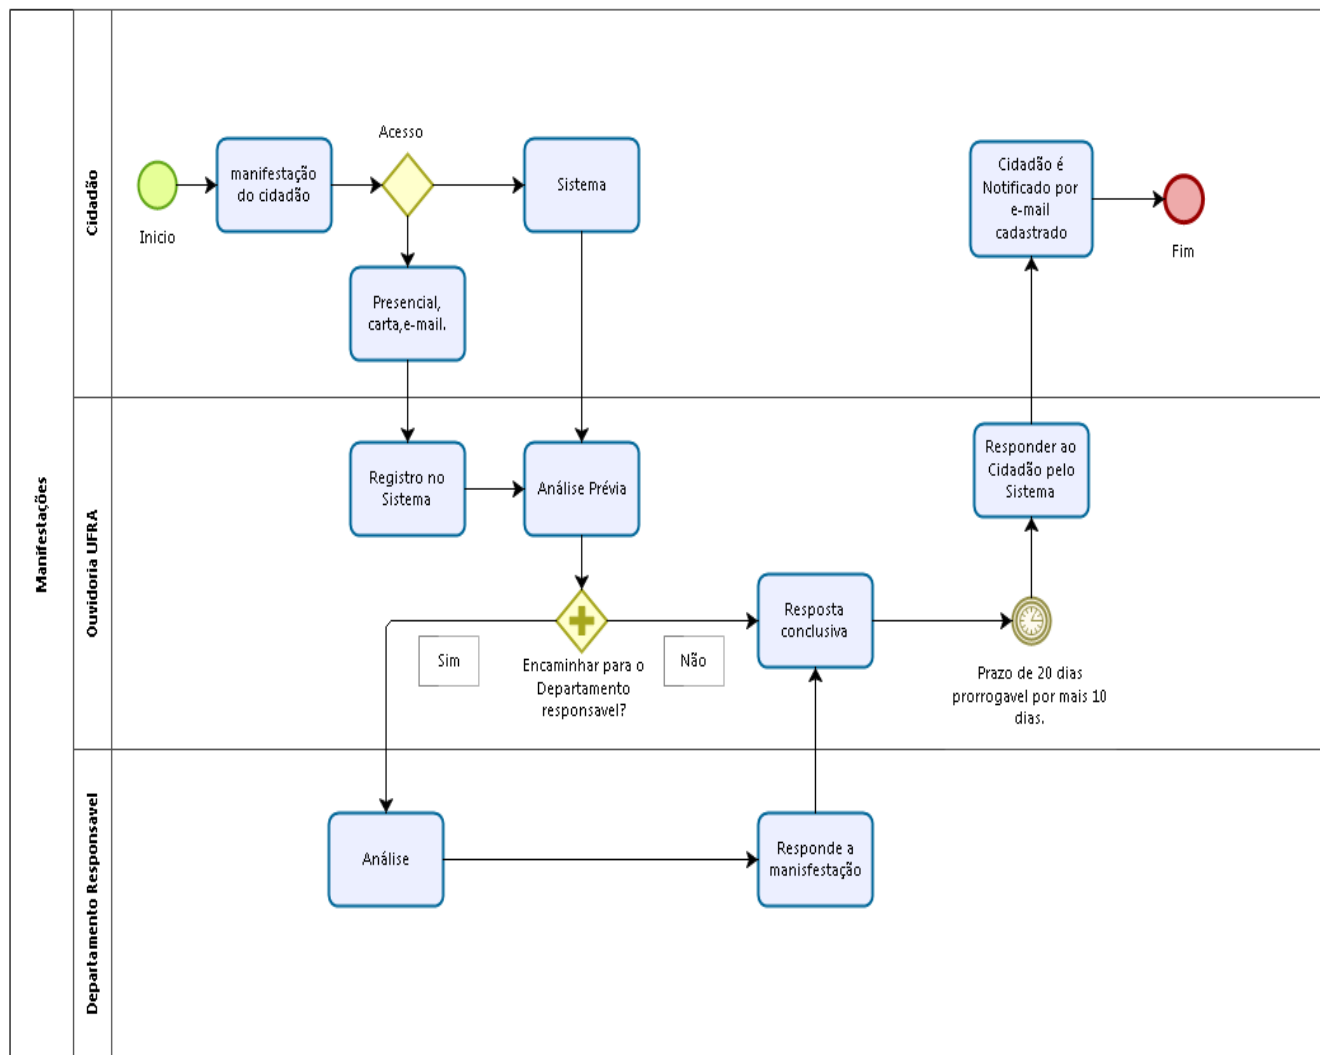 Manifestações
Cidadão
Inicio
manifestação
do cidadão
Acesso
Sistema
Presencial,
carta,e-mail.
Cidadão é
Notificado por
e-mail
cadastrado
Fim
Ouvidoria UFRA
Registro no
Sistema
Análise Prévia
Encaminhar para o
Departamento
responsavel?
Sim
Não
Resposta
conclusiva
Prazo de 20 dias
prorrogavel por mais 10
dias.
Responder ao
Cidadão pelo
Sistema
Departamento Responsavel
Análise
Responde a
manisfestação